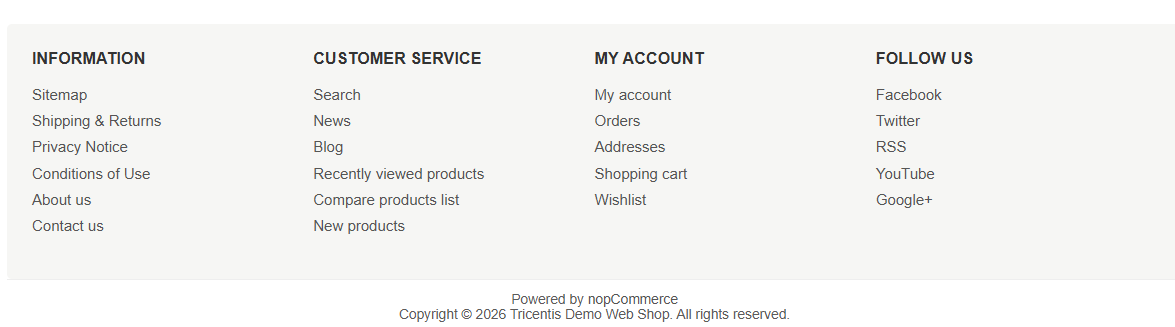 INFORMATION
Sitemap
Shipping & Returns
Privacy Notice
Conditions of Use
About us
Contact us
CUSTOMER SERVICE
Search
News
Blog
Recently viewed products
Compare products list
New products
MY ACCOUNT
My account
Orders
Addresses
Shopping cart
Wishlist
FOLLOW US
Facebook
Twitter
RSS
YouTube
Google+
Powered by nopCommerce
Copyright © 2026 Tricentis Demo Web Shop. All rights reserved.